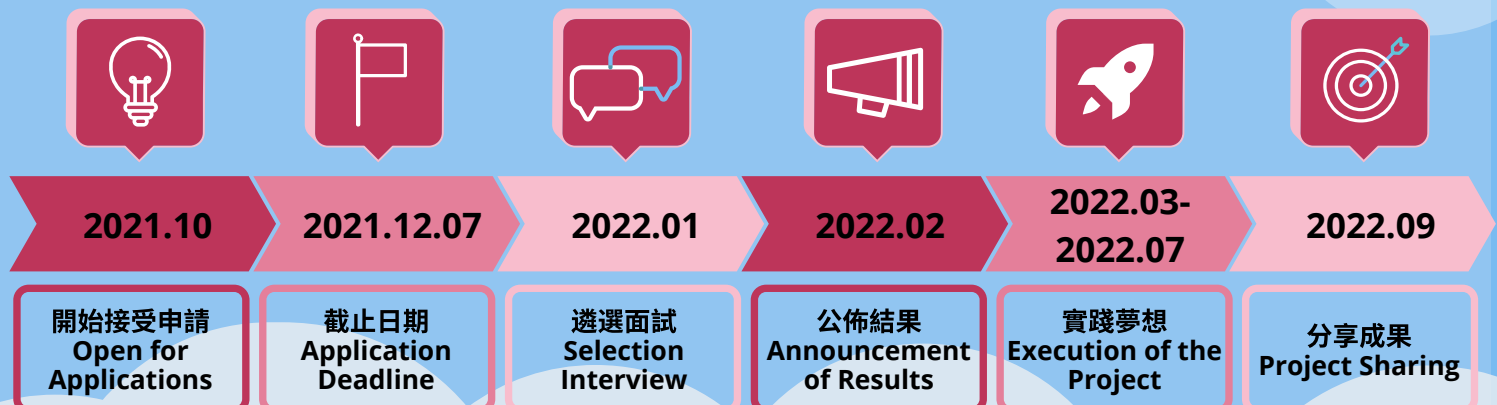 2021.10
2021.12.07
2022.01
2022.02
2022.03-
2022.07
2022.09
開始接受申請
Open for
Applications
截止日期
Application
Deadline
遴選面試
Selection
Interview
公佈結果
Announcement
of Results
實踐夢想
Execution of the
Project
分享成果
Project Sharing